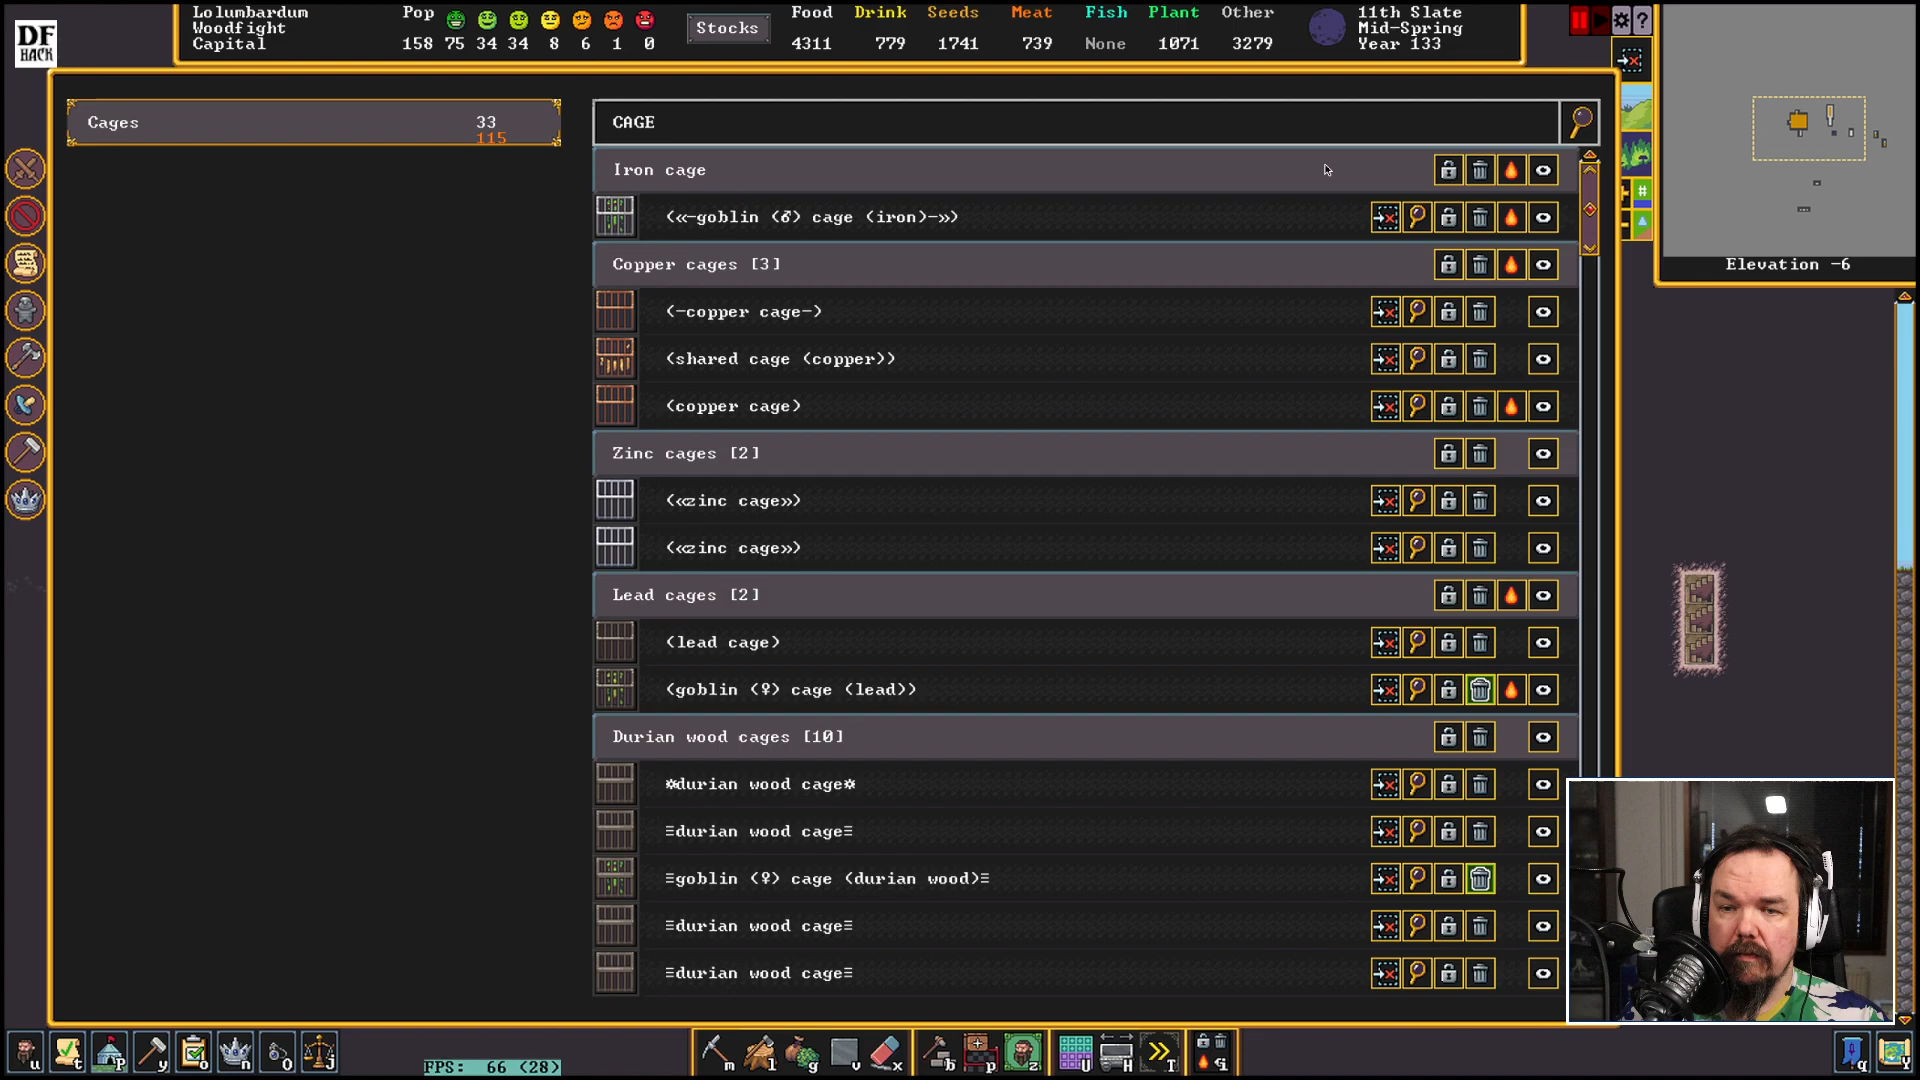 DF
HACK
Lolumbardum
Woodfight
Capital
Pop
158 75 34 34 8 6 1 0
Stocks
Food Drink Seeds Meat Fish Plant Other
4311 779 1741 739 None 1071 3279
11th Slate
Mid-Spring
Year 133
?
Elevation -6
Cages 33
115
CAGE
Iron cage
(«-goblin (♂) cage (iron)-»)
Copper cages [3]
(-copper cage-)
(shared cage (copper))
(copper cage)
Zinc cages [2]
(«zinc cage»)
(«zinc cage»)
Lead cages [2]
(lead cage)
(goblin (♀) cage (lead))
Durian wood cages [10]
☼durian wood cage☼
≡durian wood cage≡
≡goblin (♀) cage (durian wood)≡
≡durian wood cage≡
≡durian wood cage≡
u t P y o n O J
FPS: 66 (28)
m l g v x b p z U H T i
q Y